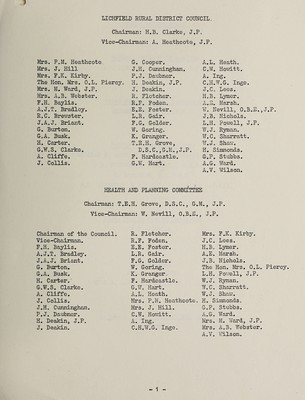 LICHFIELD RURAL DISTRICT COUNCIL
Chairman: H.B. Clarke, J.P.
Vice-Chairman: A. Heathcote, J.P.
Mrs. P.M. Heathcote G. Cooper A.L. Heath.
Mrs. J. Hill J.H. Cunningham. C.W. Howitt.
Mrs. F.K. Kirby. P.J. Daubner. A. Ing.
The Hon. Mrs. O.L. Piercy. H. Deakin, J.P. C.H.W.G. Inge.
Mrs. M. Ward, J.P. J. Deakin. J.C. Lees.
Mrs. A.B. Webster. R. Fletcher. H.B. Lymer.
F.H. Baylis. R.F. Foden. A.E. Marsh.
A.J.T. Bradley. E.E. Foster. W. Nevill, O.B.E., J.P.
R.C. Brewster. L.R. Gair. J.B. Nichols.
J.A.J. Briant. F.G. Golder. L.H. Powell, J.P.
G. Burton. W. Goring. W.J. Ryman.
G.A. Busk. K. Granger. W.C. Sharratt.
H. Carter. T.E.H. Grove, W.J. Shaw.
G.W.S. Clarke. D.S.C., G.M., J.P. H. Simmonds.
A. Cliffe. F. Hardcastle. G.F. Stubbs.
J. Collis. G.W. Hart. A.G. Ward.
A.V. Wilson.
HEALTH AND PLANNING COMMITTEE
Chairman: T.E.H. Grove, D.S.C., G.M., J.P.
Vice-Chairman: W. Nevill, O.B.E., J.P.
Chairman of the Council. R. Fletcher. Mrs. F.K. Kirby.
Vice-Chairman. R.F. Foden. J.C. Lees.
F.H. Baylis. E.E. Foster. H.B. Lymer.
A.J.T. Bradley. L.R. Gair. A.E. Marsh.
J.A.J. Briant. F.G. Golder. J.B. Nichols.
G. Burton. W. Goring. The Hon. Mrs. O.L. Piercy.
G.A. Busk. K. Granger L.H. Powell, J.P.
H. Carter. F. Hardcastle. W.J. Ryman.
G.W.S. Clarke. G.W. Hart. W.C. Sharratt.
A. Cliffe. A.L. Heath. W.J. Shaw.
J. Collis. Mrs. P.M. Heathcote. H. Simmonds.
J.H. Cunningham. Mrs. J. Hill. G.F. Stubbs.
P.J. Daubner. C.W. Howitt. A.G. Ward.
H. Deakin, J.P. A. Ing. Mrs. M. Ward, J.P.
J. Deakin. C.H.W.G. Inge. Mrs. A.B. Webster.
A.V. Wilson.
- 1 -